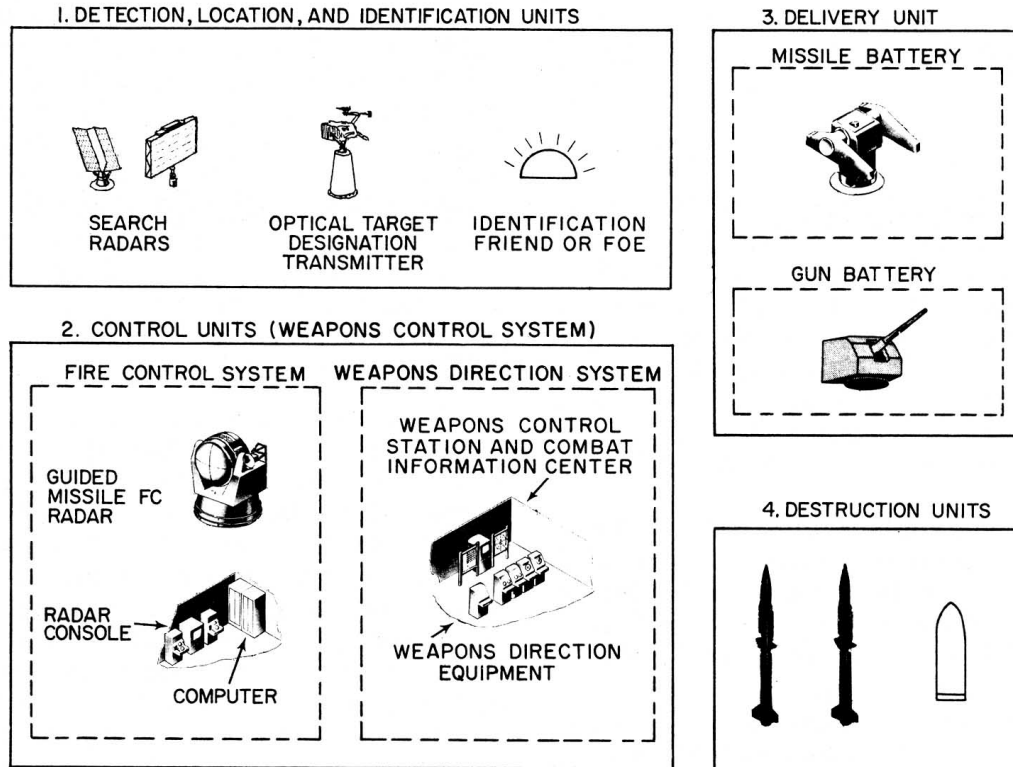 1. DETECTION, LOCATION, AND IDENTIFICATION UNITS
SEARCH
RADARS
OPTICAL TARGET
DESIGNATION
TRANSMITTER
IDENTIFICATION
FRIEND OR FOE
2. CONTROL UNITS (WEAPONS CONTROL SYSTEM)
FIRE CONTROL SYSTEM
GUIDED
MISSILE FC
RADAR
RADAR
CONSOLE
COMPUTER
WEAPONS DIRECTION SYSTEM
WEAPONS CONTROL
STATION AND COMBAT
INFORMATION CENTER
WEAPONS DIRECTION
EQUIPMENT
3. DELIVERY UNIT
MISSILE BATTERY
GUN BATTERY
4. DESTRUCTION UNITS